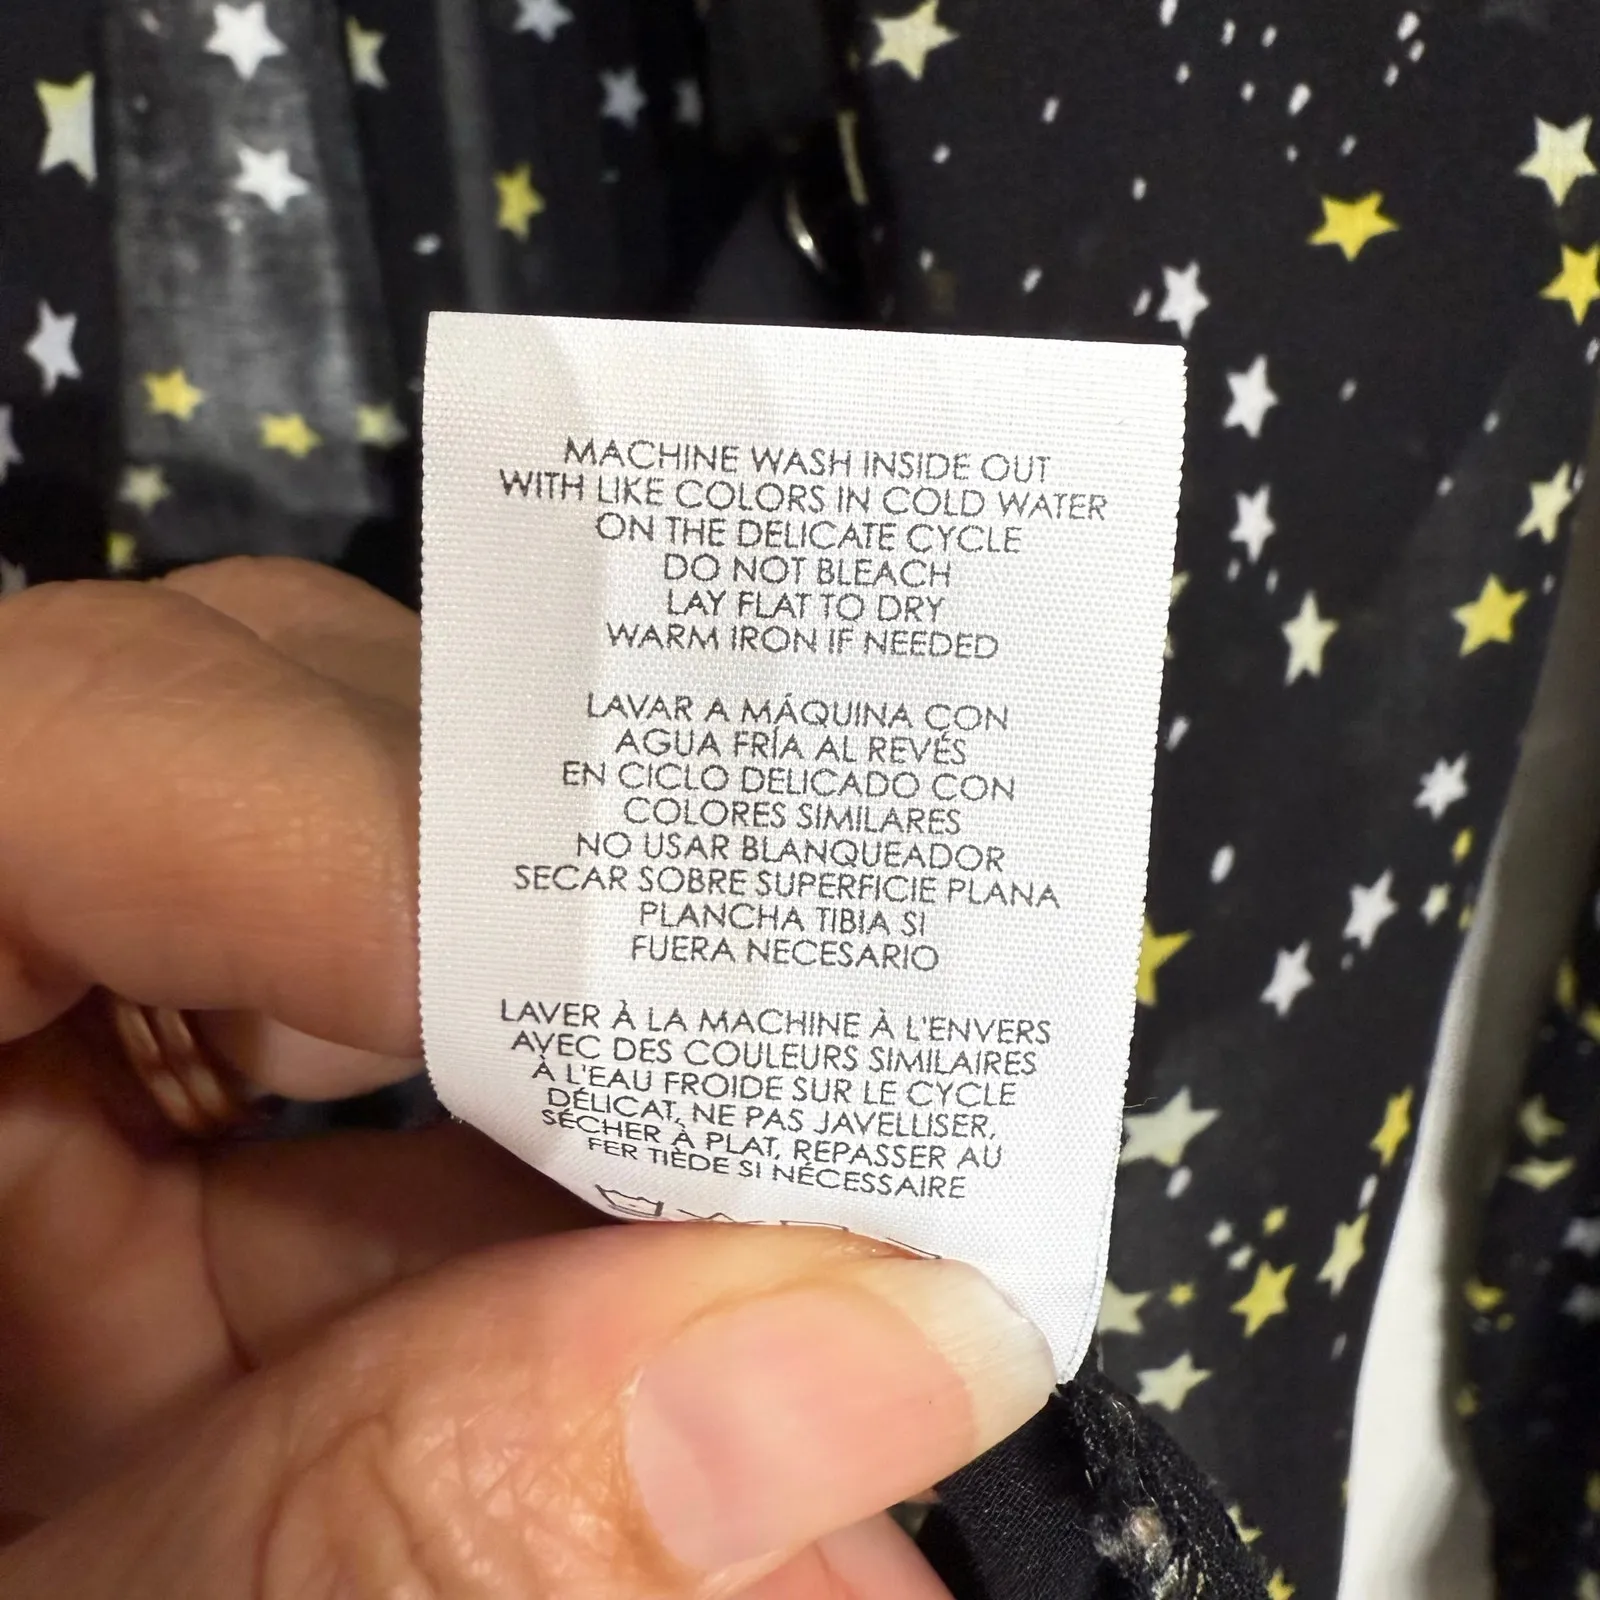 MACHINE WASH INSIDE OUT
WITH LIKE COLORS IN COLD WATER
ON THE DELICATE CYCLE
DO NOT BLEACH
LAY FLAT TO DRY
WARM IRON IF NEEDED
LAVAR A MÁQUINA CON
AGUA FRÍA AL REVÉS
EN CICLO DELICADO CON
COLORES SIMILARES
NO USAR BLANQUEADOR
SECAR SOBRE SUPERFICIE PLANA
PLANCHA TIBIA SI
FUERA NECESARIO
LAVER À LA MACHINE À L'ENVERS
AVEC DES COULEURS SIMILAIRES
À L'EAU FROIDE SUR LE CYCLE
DÉLICAT, NE PAS JAVELLISER,
SÉCHER À PLAT, REPASSER AU
FER TIÈDE SI NÉCESSAIRE